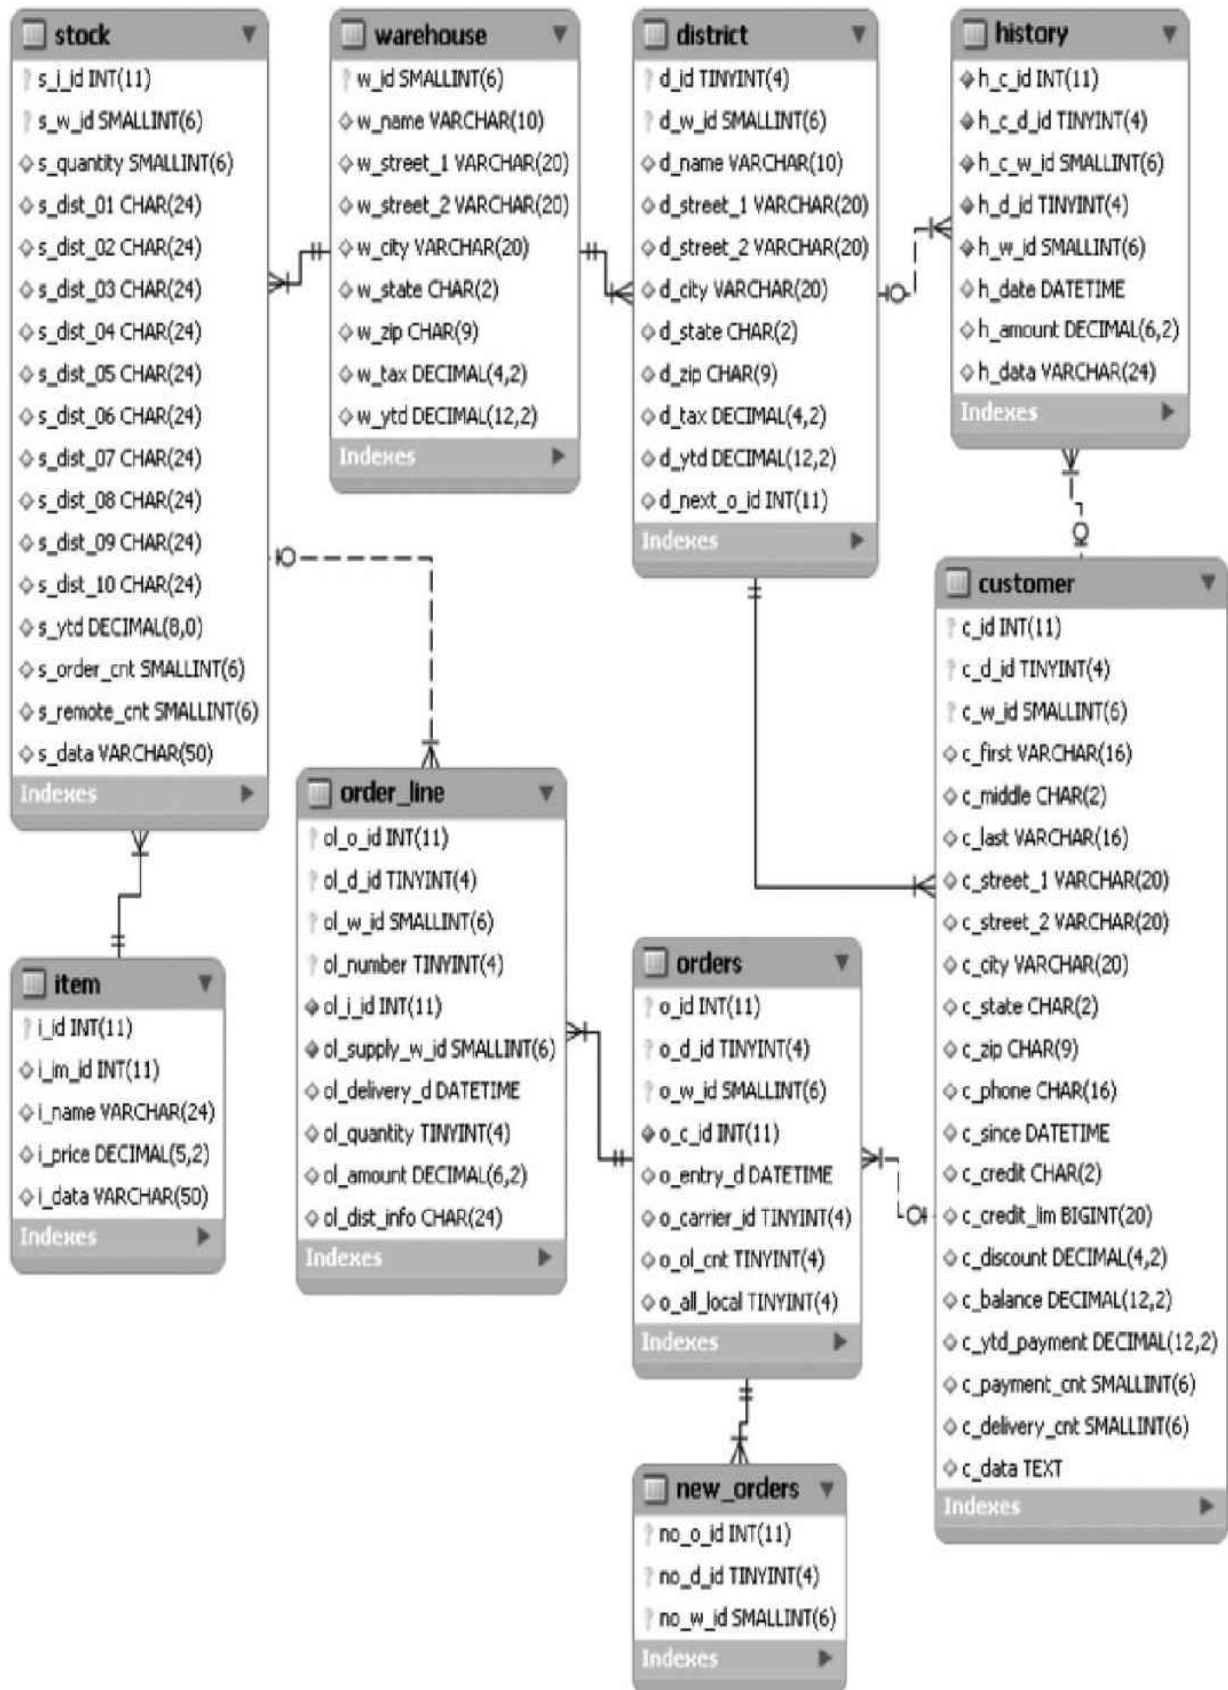 stock
s_i_id INT(11)
s_w_id SMALLINT(6)
s_quantity SMALLINT(6)
s_dist_01 CHAR(24)
s_dist_02 CHAR(24)
s_dist_03 CHAR(24)
s_dist_04 CHAR(24)
s_dist_05 CHAR(24)
s_dist_06 CHAR(24)
s_dist_07 CHAR(24)
s_dist_08 CHAR(24)
s_dist_09 CHAR(24)
s_dist_10 CHAR(24)
s_ytd DECIMAL(8,0)
s_order_cnt SMALLINT(6)
s_remote_cnt SMALLINT(6)
s_data VARCHAR(50)
Indexes
warehouse
w_id SMALLINT(6)
w_name VARCHAR(10)
w_street_1 VARCHAR(20)
w_street_2 VARCHAR(20)
w_city VARCHAR(20)
w_state CHAR(2)
w_zip CHAR(9)
w_tax DECIMAL(4,2)
w_ytd DECIMAL(12,2)
Indexes
district
d_id TINYINT(4)
d_w_id SMALLINT(6)
d_name VARCHAR(10)
d_street_1 VARCHAR(20)
d_street_2 VARCHAR(20)
d_city VARCHAR(20)
d_state CHAR(2)
d_zip CHAR(9)
d_tax DECIMAL(4,2)
d_ytd DECIMAL(12,2)
d_next_o_id INT(11)
Indexes
history
h_c_id INT(11)
h_c_d_id TINYINT(4)
h_c_w_id SMALLINT(6)
h_d_id TINYINT(4)
h_w_id SMALLINT(6)
h_date DATETIME
h_amount DECIMAL(6,2)
h_data VARCHAR(24)
Indexes
customer
c_id INT(11)
c_d_id TINYINT(4)
c_w_id SMALLINT(6)
c_first VARCHAR(16)
c_middle CHAR(2)
c_last VARCHAR(16)
c_street_1 VARCHAR(20)
c_street_2 VARCHAR(20)
c_city VARCHAR(20)
c_state CHAR(2)
c_zip CHAR(9)
c_phone CHAR(16)
c_since DATETIME
c_credit CHAR(2)
c_credit_lim BIGINT(20)
c_discount DECIMAL(4,2)
c_balance DECIMAL(12,2)
c_ytd_payment DECIMAL(12,2)
c_payment_cnt SMALLINT(6)
c_delivery_cnt SMALLINT(6)
c_data TEXT
Indexes
order_line
ol_o_id INT(11)
ol_d_id TINYINT(4)
ol_w_id SMALLINT(6)
ol_number TINYINT(4)
ol_i_id INT(11)
ol_supply_w_id SMALLINT(6)
ol_delivery_d DATETIME
ol_quantity TINYINT(4)
ol_amount DECIMAL(6,2)
ol_dist_info CHAR(24)
Indexes
orders
o_id INT(11)
o_d_id TINYINT(4)
o_w_id SMALLINT(6)
o_c_id INT(11)
o_entry_d DATETIME
o_carrier_id TINYINT(4)
o_ol_cnt TINYINT(4)
o_all_local TINYINT(4)
Indexes
item
i_id INT(11)
i_im_id INT(11)
i_name VARCHAR(24)
i_price DECIMAL(5,2)
i_data VARCHAR(50)
Indexes
new_orders
no_o_id INT(11)
no_d_id TINYINT(4)
no_w_id SMALLINT(6)
Indexes